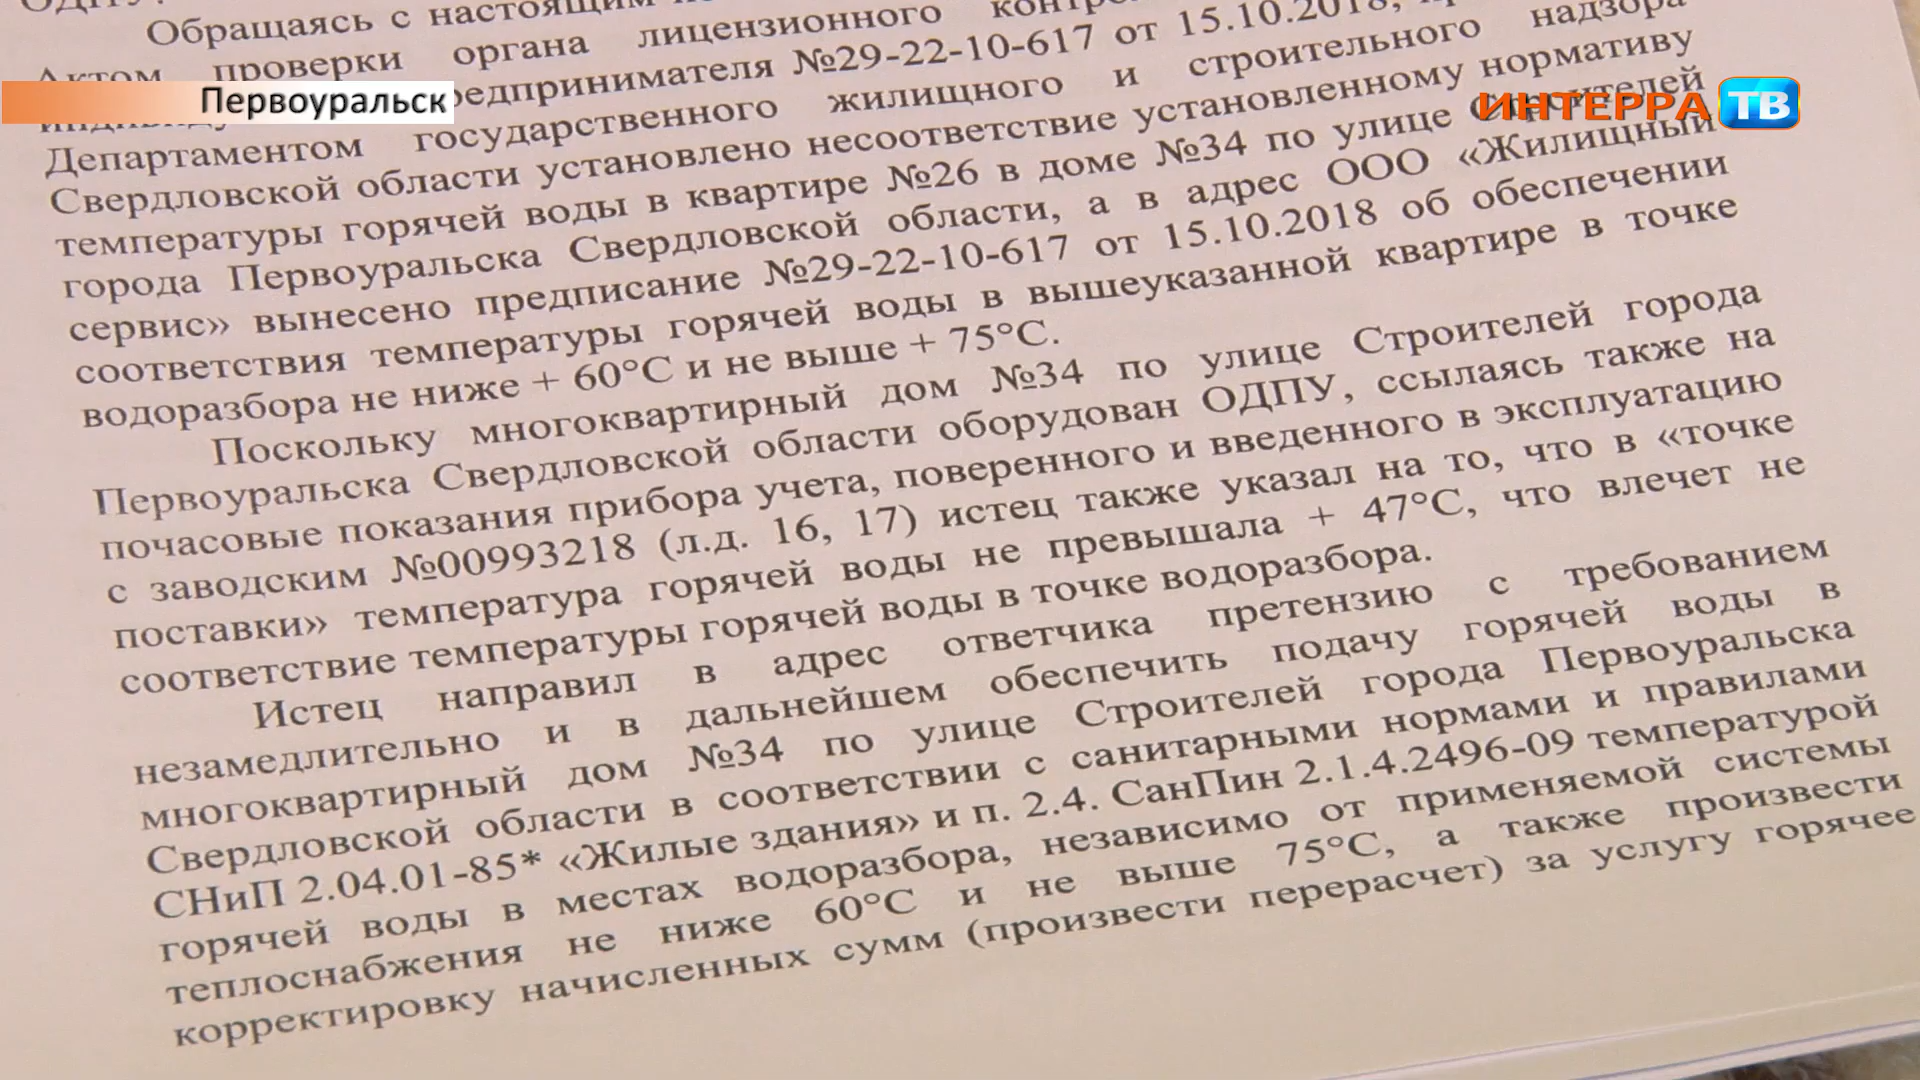 Обращаясь с настоящим
проверки органа лицензионного
Первоуральск
№29-22-10-617 от 15.10.2018,
ИНТЕРРА ТВ
Департаментом государственного жилищного и строительного надзора
Свердловской области установлено несоответствие установленному нормативу
температуры горячей воды в квартире №26 в доме №34 по улице Строителей
города Первоуральска Свердловской области, а в адрес ООО «Жилищный
сервис» вынесено предписание №29-22-10-617 от 15.10.2018 об обеспечении
соответствия температуры горячей воды в вышеуказанной квартире в точке
водоразбора не ниже + 60°С и не выше + 75°С.
Поскольку многоквартирный дом №34 по улице Строителей города
Первоуральска Свердловской области оборудован ОДПУ, ссылаясь также на
почасовые показания прибора учета, поверенного и введенного в эксплуатацию
с заводским №00993218 (л.д. 16, 17) истец также указал на то, что в «точке
поставки» температура горячей воды не превышала + 47°С, что влечет не
соответствие температуры горячей воды в точке водоразбора.
Истец направил в адрес ответчика претензию с требованием
незамедлительно и в дальнейшем обеспечить подачу горячей воды в
многоквартирный дом №34 по улице Строителей города Первоуральска
Свердловской области в соответствии с санитарными нормами и правилами
СНиП 2.04.01-85* «Жилые здания» и п. 2.4. СанПин 2.1.4.2496-09 температурой
горячей воды в местах водоразбора, независимо от применяемой системы
теплоснабжения не ниже 60°С и не выше 75°С, а также произвести
корректировку начисленных сумм (произвести перерасчет) за услугу горячее